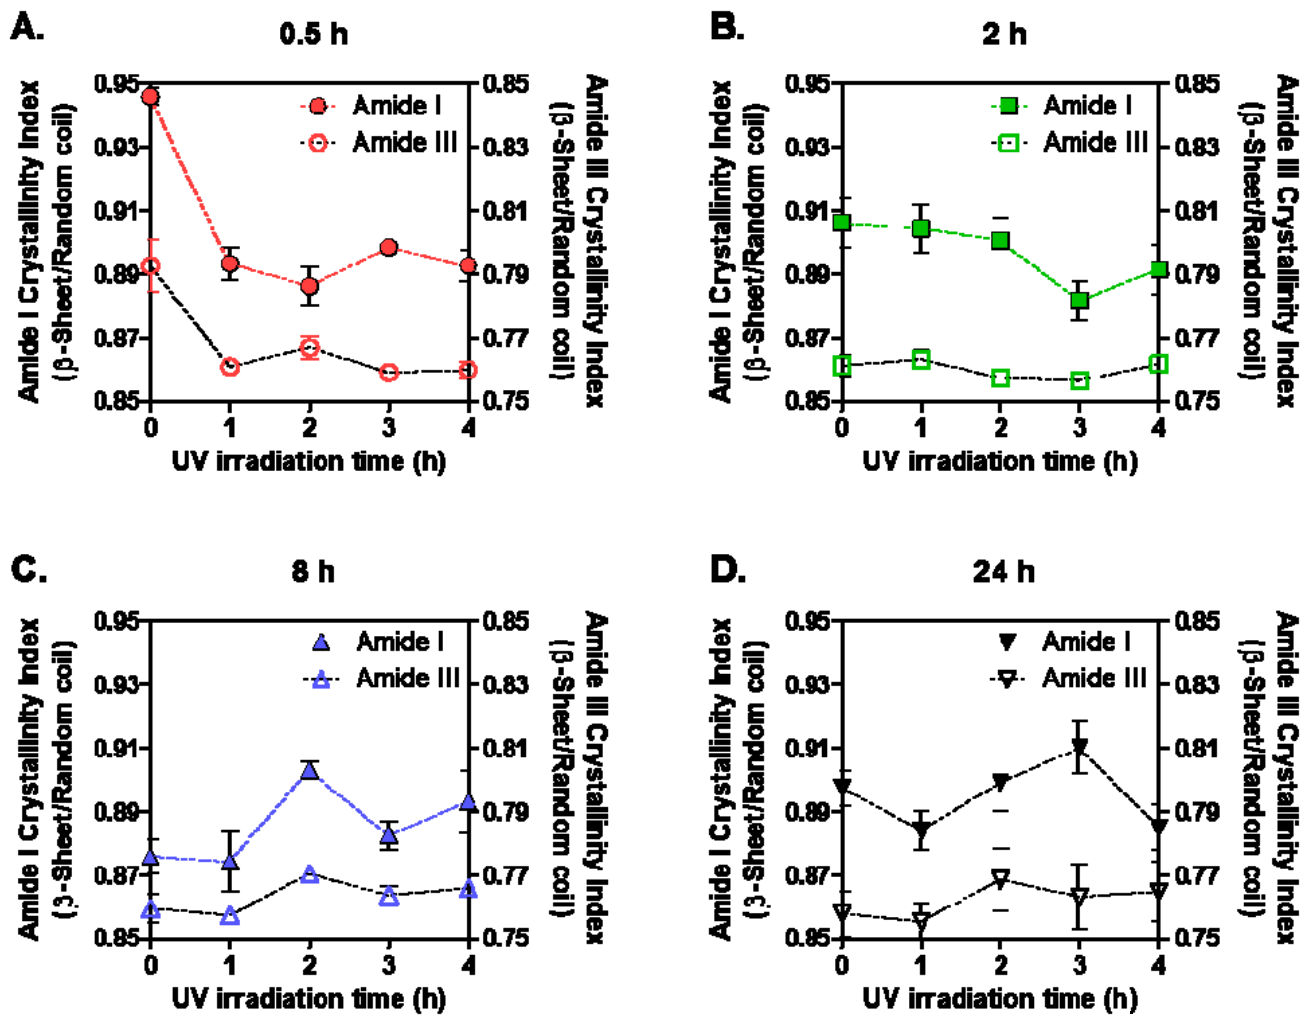 A.
0.5 h
Amide I Crystallinity Index
(β-Sheet/Random coil)
0.95
0.93
0.91
0.89
0.87
0.85
Amide I
Amide III
0.85
0.83
0.81
0.79
0.77
0.75
Amide III Crystallinity Index
(β-Sheet/Random coil)
0 1 2 3 4
UV irradiation time (h)
B.
2 h
Amide I Crystallinity Index
(β-Sheet/Random coil)
0.95
0.93
0.91
0.89
0.87
0.85
Amide I
Amide III
0.85
0.83
0.81
0.79
0.77
0.75
Amide III Crystallinity Index
(β-Sheet/Random coil)
0 1 2 3 4
UV irradiation time (h)
C.
8 h
Amide I Crystallinity Index
(β-Sheet/Random coil)
0.95
0.93
0.91
0.89
0.87
0.85
Amide I
Amide III
0.85
0.83
0.81
0.79
0.77
0.75
Amide III Crystallinity Index
(β-Sheet/Random coil)
0 1 2 3 4
UV irradiation time (h)
D.
24 h
Amide I Crystallinity Index
(β-Sheet/Random coil)
0.95
0.93
0.91
0.89
0.87
0.85
Amide I
Amide III
0.85
0.83
0.81
0.79
0.77
0.75
Amide III Crystallinity Index
(β-Sheet/Random coil)
0 1 2 3 4
UV irradiation time (h)